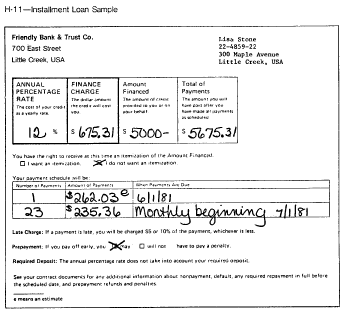 H-11—Installment Loan Sample
Friendly Bank & Trust Co.
700 East Street
Little Creek, USA
Lisa Stone
22-4859-22
300 Maple Avenue
Little Creek, USA
ANNUAL PERCENTAGE RATE
The cost of your credit as a yearly rate.
12 %
FINANCE CHARGE
The dollar amount the credit will cost you.
$ 675.31
Amount Financed
The amount of credit provided to you or on your behalf
$ 5000-
Total of Payments
The amount you will have paid after you have made all payments as scheduled
$ 5675.31
You have the right to receive at this time an itemization of the Amount Financed.
☐ I want an itemization. ☒ I do not want an itemization
Your payment schedule will be:
Number of Payments Amount of Payments When Payments Are Due
1 $262.03 e 6/1/81
23 $235.36 Monthly beginning 7/1/81
Late Charge: If a payment is late, you will be charged $5 or 10% of the payment, whichever is less.
Prepayment: If you pay off early, you ☒ may ☐ will not have to pay a penalty.
Required Deposit: The annual percentage rate does not take into account your required deposit.
See your contract documents for any additional information about nonpayment, default, any required repayment in full before
the scheduled date, and prepayment refunds and penalties
e means an estimate